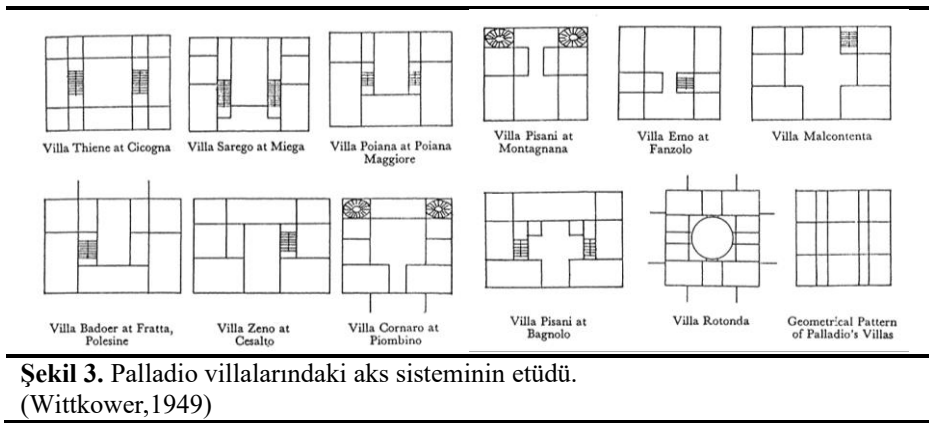 Villa Thiene at Cicogna
Villa Sarego at Miega
Villa Poiana at Poiana
Maggiore
Villa Pisani at
Montagnana
Villa Emo at
Fanzolo
Villa Malcontenta
Villa Badoer at Fratta,
Polesine
Villa Zeno at
Cesalto
Villa Cornaro at
Piombino
Villa Pisani at
Bagnolo
Villa Rotonda
Geometrical Pattern
of Palladio's Villas
Şekil 3. Palladio villalarındaki aks sisteminin etüdü.
(Wittkower,1949)